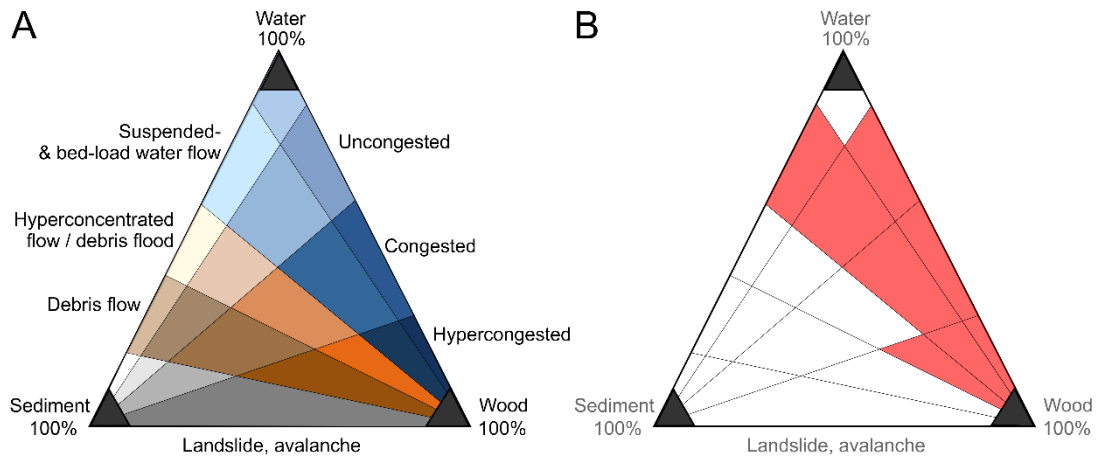 A
Water
100%
Suspended-
& bed-load water flow
Uncongested
Hyperconcentrated
flow / debris flood
Congested
Debris flow
Hypercongested
Sediment
100%
Wood
100%
Landslide, avalanche
B
Water
100%
Sediment
100%
Wood
100%
Landslide, avalanche